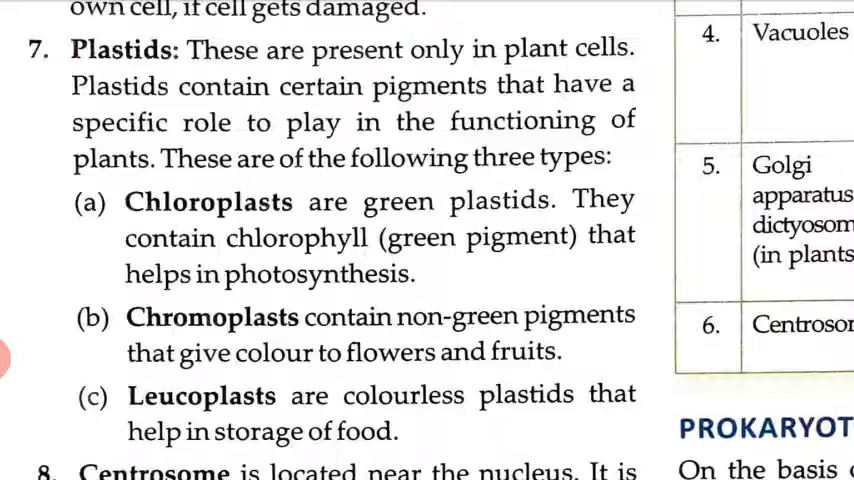 own cell, if cell gets damaged.
7. Plastids: These are present only in plant cells.
Plastids contain certain pigments that have a
specific role to play in the functioning of
plants. These are of the following three types:
(a) Chloroplasts are green plastids. They
contain chlorophyll (green pigment) that
helps in photosynthesis.
(b) Chromoplasts contain non-green pigments
that give colour to flowers and fruits.
(c) Leucoplasts are colourless plastids that
help in storage of food.
8. Centrosome is located near the nucleus. It is
4. Vacuoles
5. Golgi
apparatus
dictyosom
(in plants
6. Centrosor
PROKARYOT
On the basis